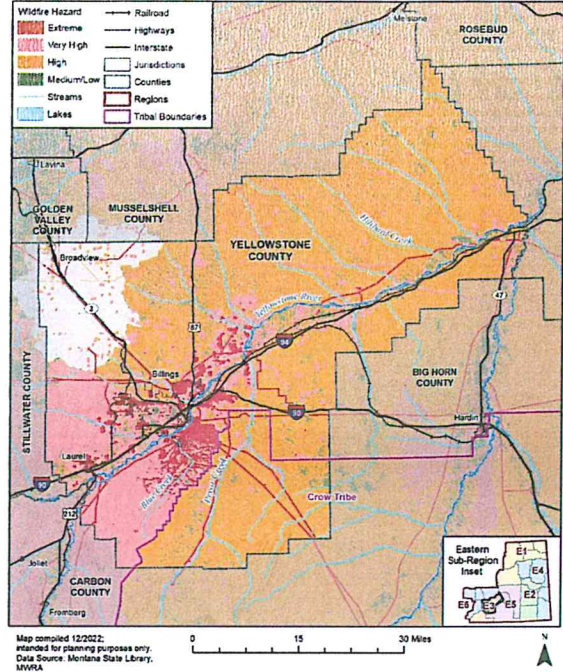 Wildfire Hazard
Extreme
Very High
High
Medium/Low
Streams
Lakes
Railroad
Highways
Interstate
Jurisdictions
Counties
Regions
Tribal Boundaries
Melstone
ROSEBUD
COUNTY
Lavina
GOLDEN
VALLEY
COUNTY
MUSSELSHELL
COUNTY
Broadview
YELLOWSTONE
COUNTY
3
87
Yellowstone River
94
47
STILLWATER COUNTY
Billings
BIG HORN
COUNTY
90
Hardin
Laurel
90
Blue Creek
Pryor Creek
Crow Tribe
212
Joliet
CARBON
COUNTY
Fromberg
Eastern
Sub-Region
Inset
E1
E4
E2
E6
E3
E5
Map compiled 12/2022;
intended for planning purposes only.
Data Source: Montana State Library,
MWRA
0
15
30 Miles
N